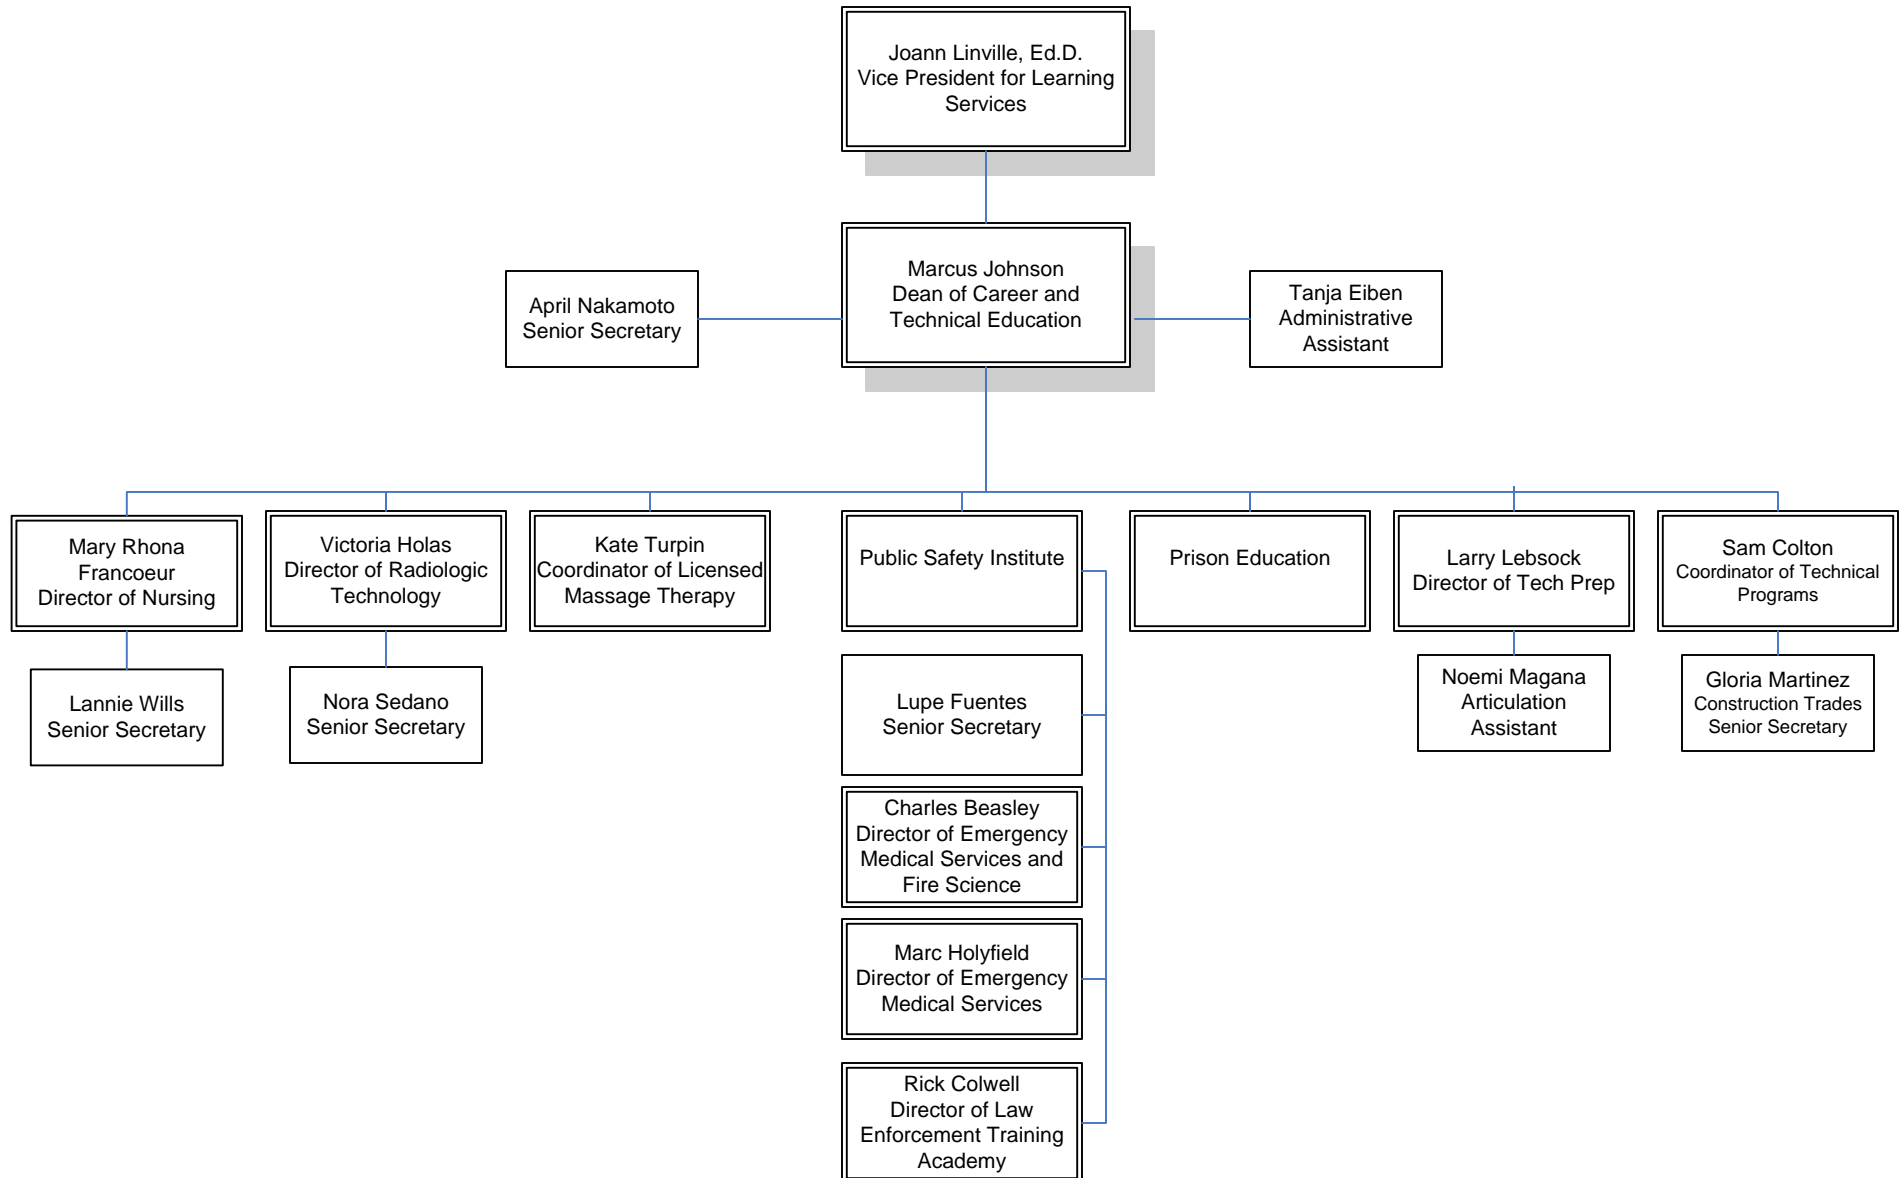 Joann Linville, Ed.D.
Vice President for Learning
Services
Marcus Johnson
Dean of Career and
Technical Education
April Nakamoto
Senior Secretary
Tanja Eiben
Administrative
Assistant
Mary Rhona
Francoeur
Director of Nursing
Victoria Holas
Director of Radiologic
Technology
Kate Turpin
Coordinator of Licensed
Massage Therapy
Public Safety Institute
Prison Education
Larry Lebsock
Director of Tech Prep
Sam Colton
Coordinator of Technical
Programs
Lannie Wills
Senior Secretary
Nora Sedano
Senior Secretary
Lupe Fuentes
Senior Secretary
Noemi Magana
Articulation
Assistant
Gloria Martinez
Construction Trades
Senior Secretary
Charles Beasley
Director of Emergency
Medical Services and
Fire Science
Marc Holyfield
Director of Emergency
Medical Services
Rick Colwell
Director of Law
Enforcement Training
Academy